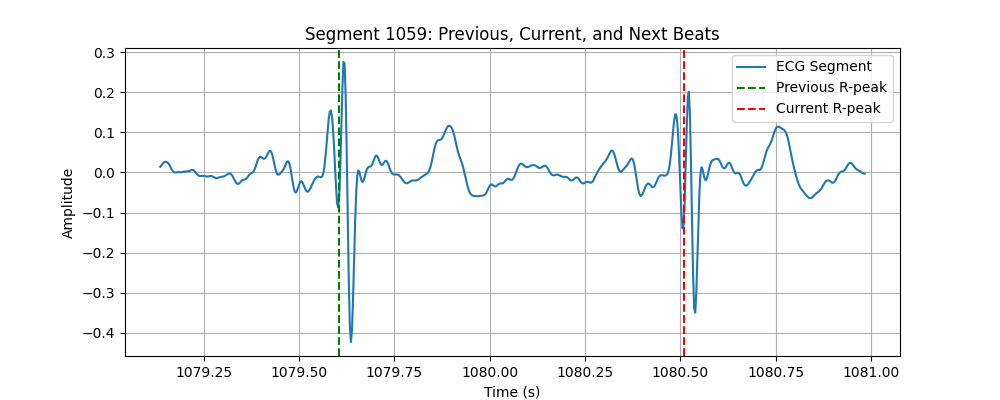 Segment 1059: Previous, Current, and Next Beats
ECG Segment
Previous R-peak
Current R-peak
0.3
0.2
0.1
0.0
−0.1
−0.2
−0.3
−0.4
Amplitude
1079.25 1079.50 1079.75 1080.00 1080.25 1080.50 1080.75 1081.00
Time (s)